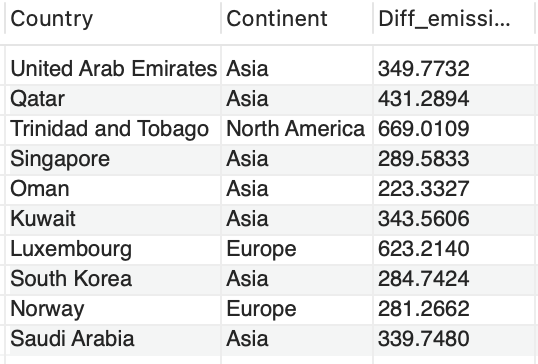 Country Continent Diff_emissi...
United Arab Emirates Asia 349.7732
Qatar Asia 431.2894
Trinidad and Tobago North America 669.0109
Singapore Asia 289.5833
Oman Asia 223.3327
Kuwait Asia 343.5606
Luxembourg Europe 623.2140
South Korea Asia 284.7424
Norway Europe 281.2662
Saudi Arabia Asia 339.7480